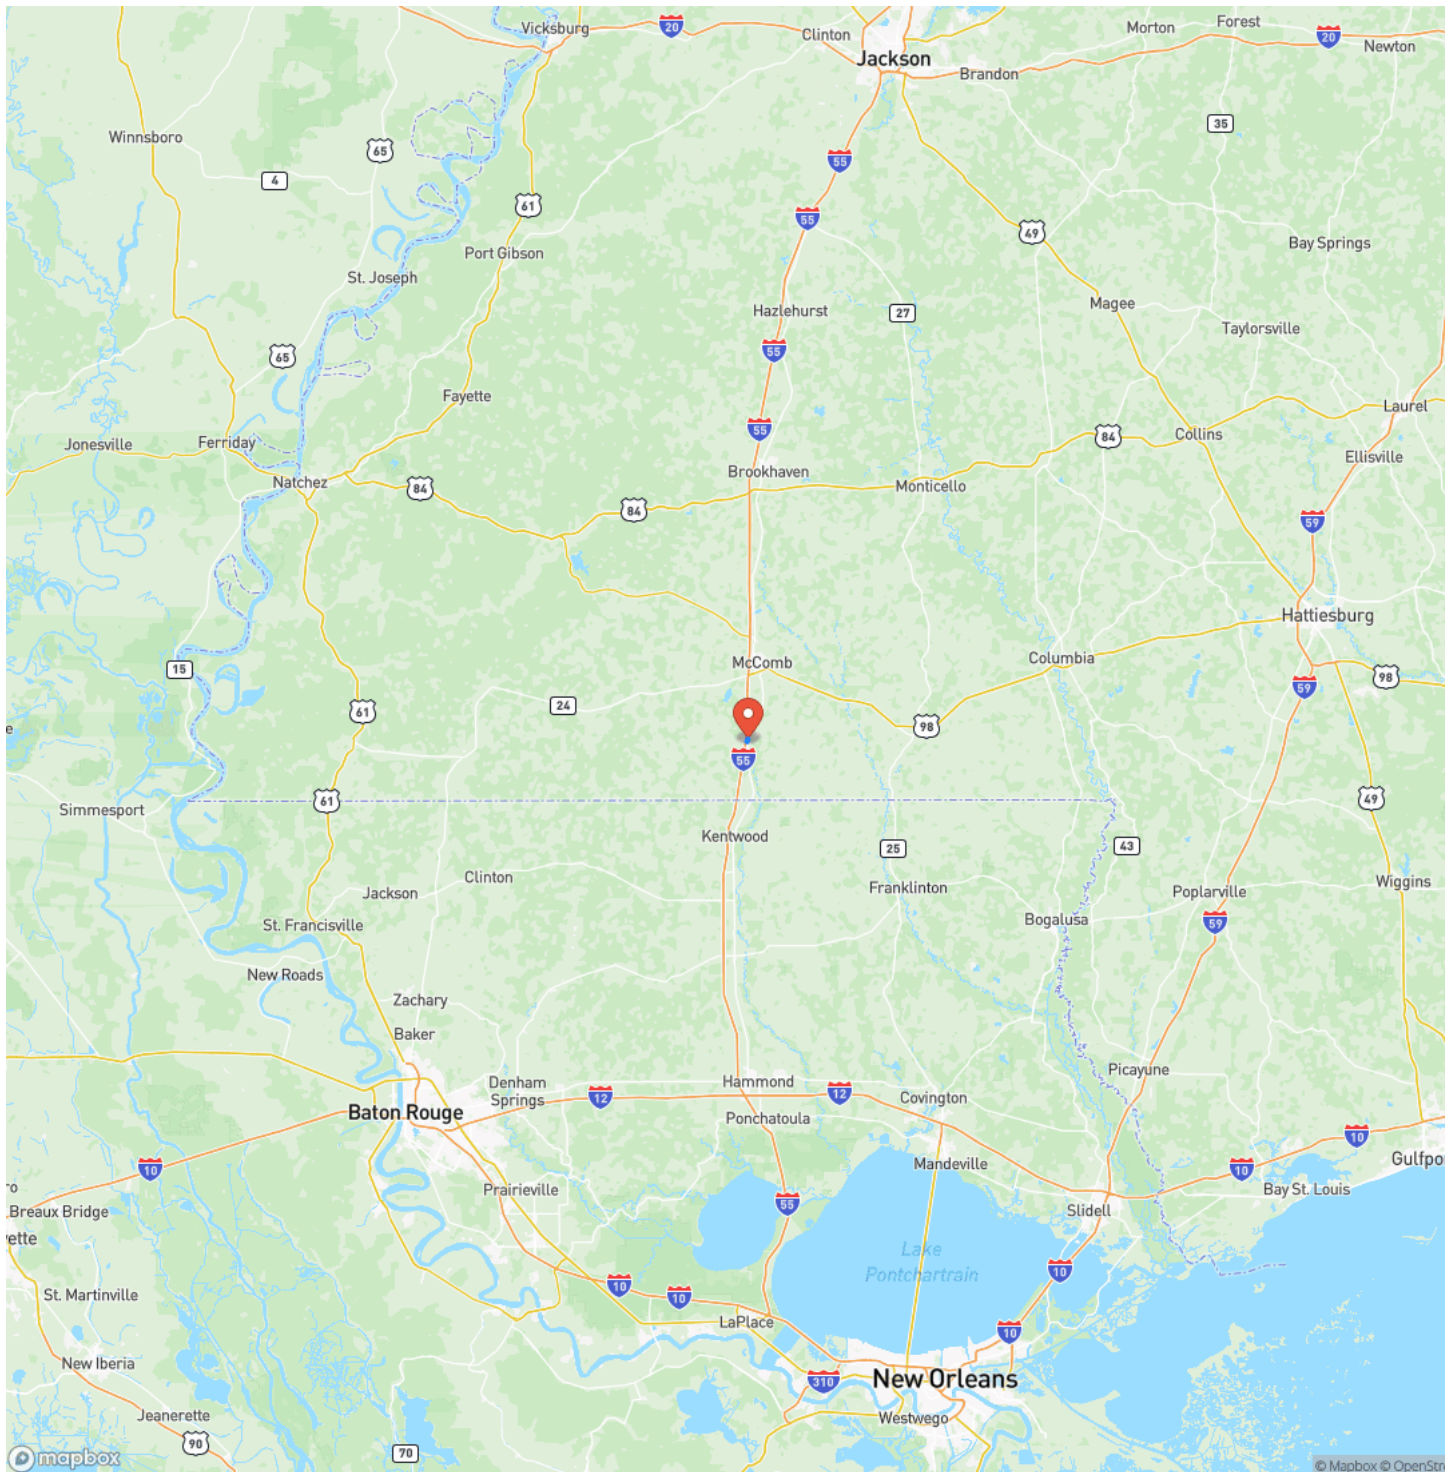 Vicksburg
20
Clinton
Jackson
Brandon
Morton
Forest
20
Newton
Winnsboro
65
4
55
35
61
55
49
Port Gibson
Bay Springs
St. Joseph
Hazlehurst
27
Magee
Taylorsville
65
55
Fayette
Laurel
Jonesville
Ferriday
55
84
Collins
Ellisville
Natchez
84
Brookhaven
Monticello
84
59
Hattiesburg
15
McComb
Columbia
98
59
61
24
98
e
55
Simmesport
61
49
Kentwood
25
43
Jackson
Clinton
Franklinton
Poplarville
Wiggins
St. Francisville
Bogalusa
59
New Roads
Zachary
Baker
Picayune
Denham
Springs
12
Hammond
12
Covington
Baton Rouge
Ponchatoula
10
10
Mandeville
10
Gulfpo
ro
Prairieville
55
Bay St. Louis
Breaux Bridge
Slidell
ette
Lake
Pontchartrain
10
St. Martinville
10
10
LaPlace
10
New Iberia
310
New Orleans
Jeanerette
Westwego
90
70
mapbox
© Mapbox © OpenStr